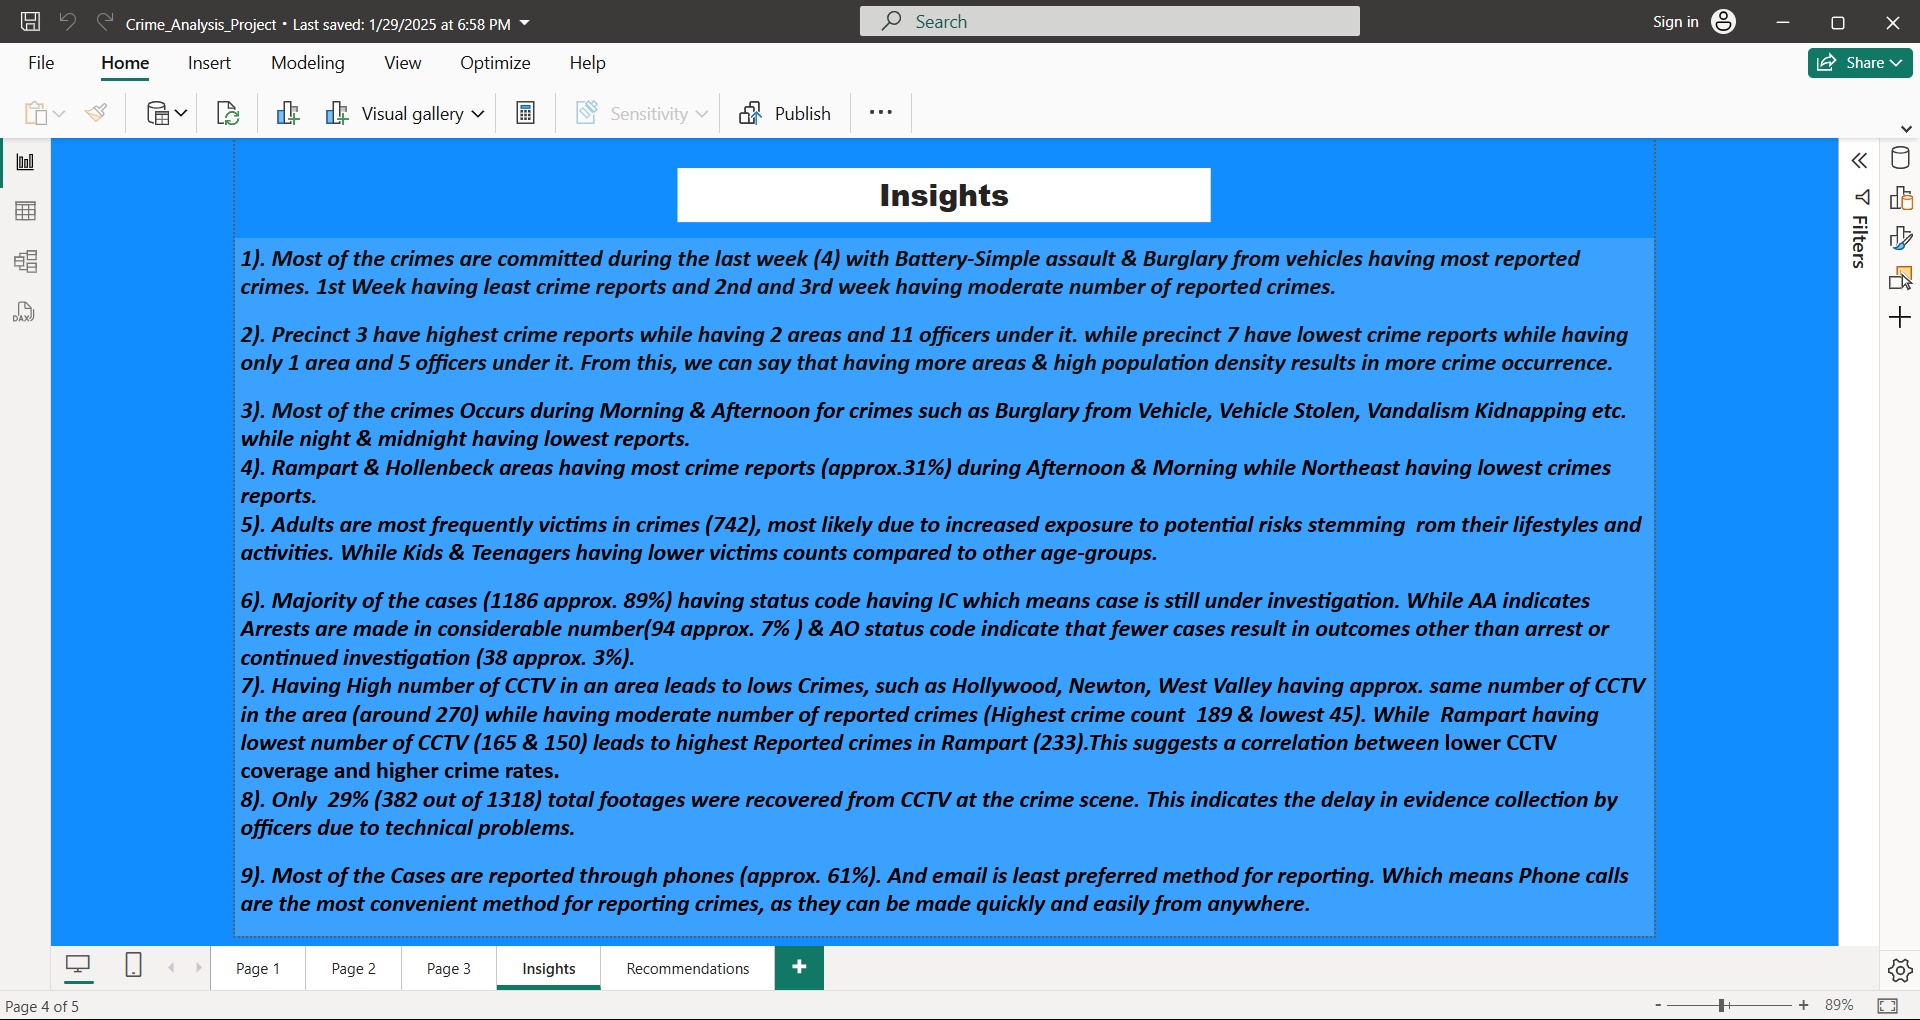 Crime_Analysis_Project • Last saved: 1/29/2025 at 6:58 PM
Search
Sign in
File Home Insert Modeling View Optimize Help
Share
Visual gallery
Sensitivity
Publish
Insights
Filters
DAX
1). Most of the crimes are committed during the last week (4) with Battery-Simple assault & Burglary from vehicles having most reported
crimes. 1st Week having least crime reports and 2nd and 3rd week having moderate number of reported crimes.
2). Precinct 3 have highest crime reports while having 2 areas and 11 officers under it. while precinct 7 have lowest crime reports while having
only 1 area and 5 officers under it. From this, we can say that having more areas & high population density results in more crime occurrence.
3). Most of the crimes Occurs during Morning & Afternoon for crimes such as Burglary from Vehicle, Vehicle Stolen, Vandalism Kidnapping etc.
while night & midnight having lowest reports.
4). Rampart & Hollenbeck areas having most crime reports (approx.31%) during Afternoon & Morning while Northeast having lowest crimes
reports.
5). Adults are most frequently victims in crimes (742), most likely due to increased exposure to potential risks stemming  rom their lifestyles and
activities. While Kids & Teenagers having lower victims counts compared to other age-groups.
6). Majority of the cases (1186 approx. 89%) having status code having IC which means case is still under investigation. While AA indicates
Arrests are made in considerable number(94 approx. 7% ) & AO status code indicate that fewer cases result in outcomes other than arrest or
continued investigation (38 approx. 3%).
7). Having High number of CCTV in an area leads to lows Crimes, such as Hollywood, Newton, West Valley having approx. same number of CCTV
in the area (around 270) while having moderate number of reported crimes (Highest crime count  189 & lowest 45). While  Rampart having
lowest number of CCTV (165 & 150) leads to highest Reported crimes in Rampart (233).This suggests a correlation between lower CCTV
coverage and higher crime rates.
8). Only  29% (382 out of 1318) total footages were recovered from CCTV at the crime scene. This indicates the delay in evidence collection by
officers due to technical problems.
9). Most of the Cases are reported through phones (approx. 61%). And email is least preferred method for reporting. Which means Phone calls
are the most convenient method for reporting crimes, as they can be made quickly and easily from anywhere.
Page 1 Page 2 Page 3 Insights Recommendations
Page 4 of 5
89%